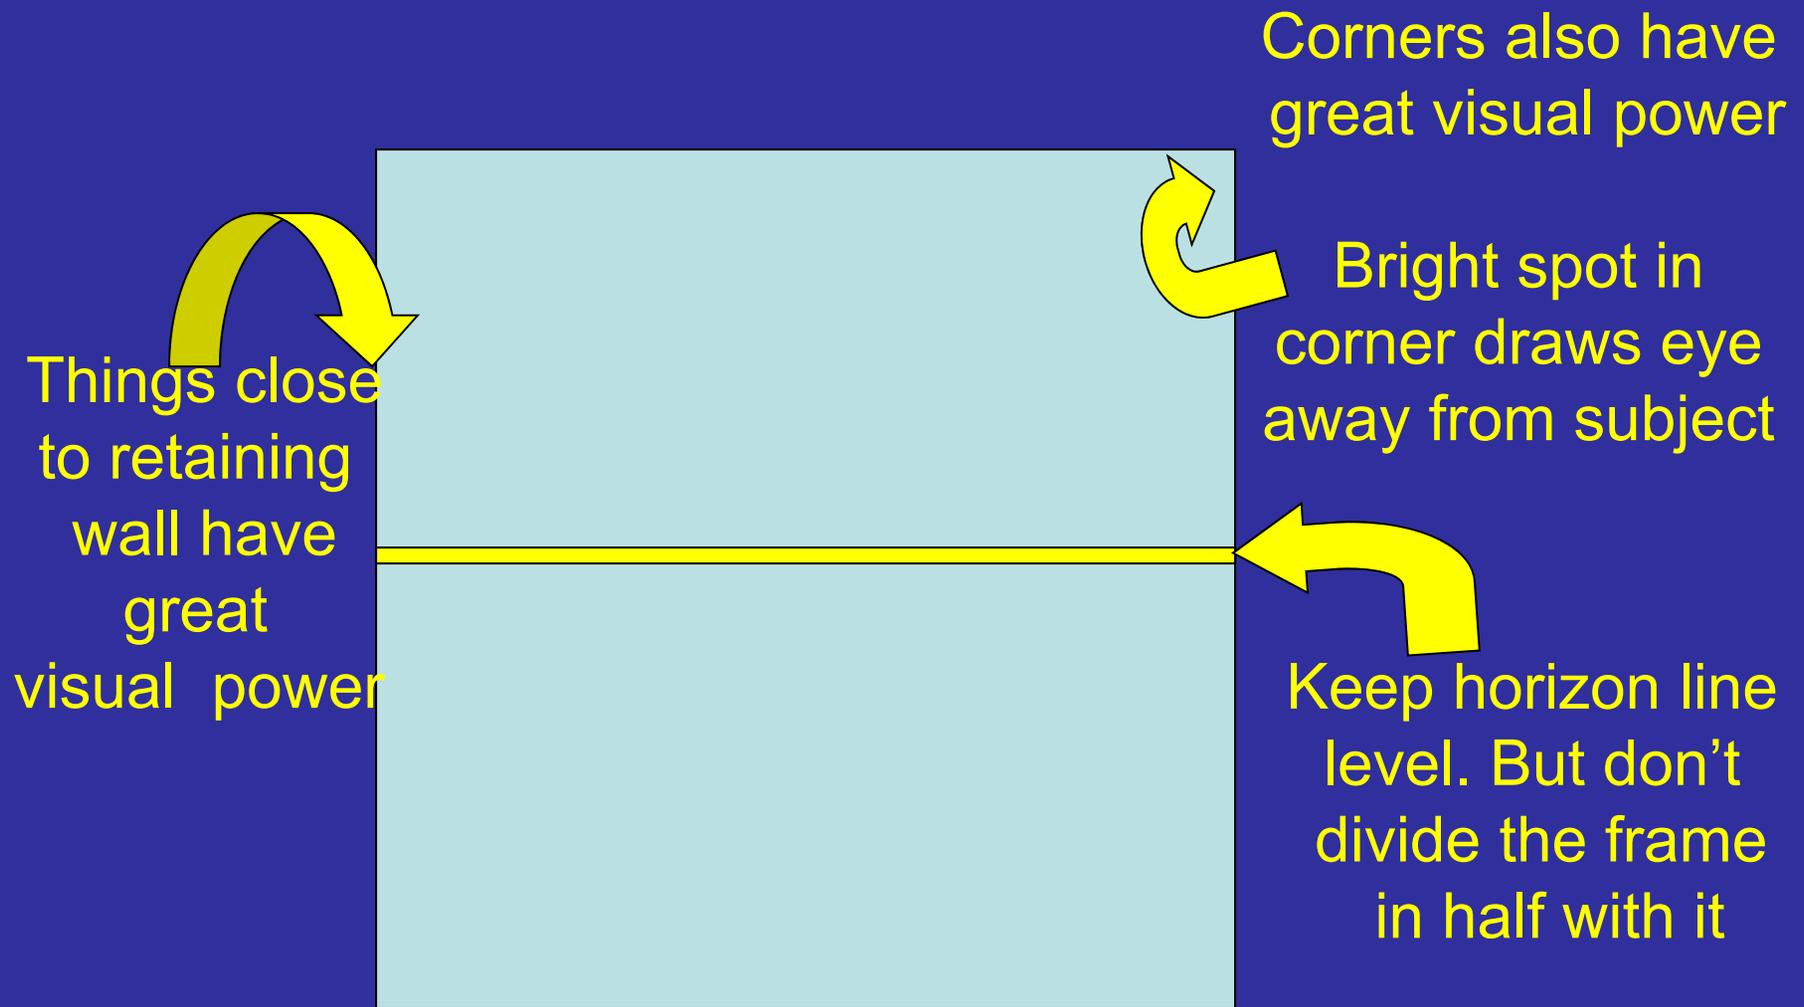 Corners also have
great visual power
Bright spot in
corner draws eye
away from subject
Things close
to retaining
wall have
great
visual power
Keep horizon line
level. But don’t
divide the frame
in half with it